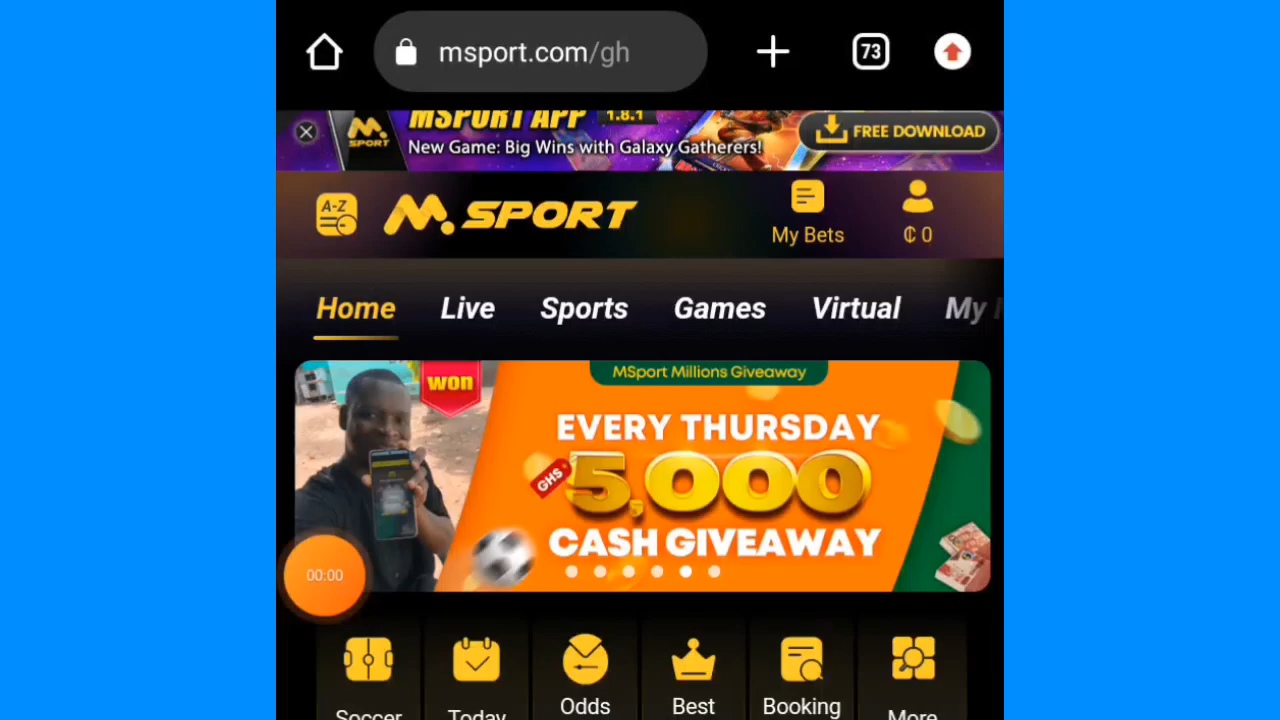 msport.com/gh
73
MSPORT APP 1.8.1
M. SPORT
New Game: Big Wins with Galaxy Gatherers!
FREE DOWNLOAD
A-Z
M.SPORT
My Bets
₵ 0
Home Live Sports Games Virtual My
won
MSport Millions Giveaway
EVERY THURSDAY
GHS 5,000
CASH GIVEAWAY
00:00
Soccer Today Odds Best Booking More